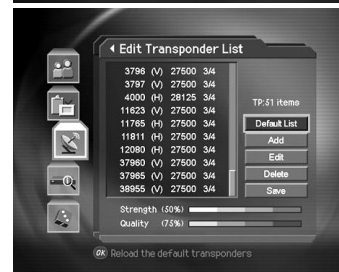 Edit Transponder List
3796 (V) 27500 3/4
3797 (V) 27500 3/4
4000 (H) 28125 3/4
11623 (V) 27500 3/4
11765 (H) 27500 3/4
11811 (H) 27500 3/4
12080 (H) 27500 3/4
37960 (V) 27500 3/4
37965 (V) 27500 3/4
38955 (V) 27500 3/4
TP:51 items
Default List
Add
Edit
Delete
Save
Strength (50%)
Quality (75%)
OK Reload the default transponders